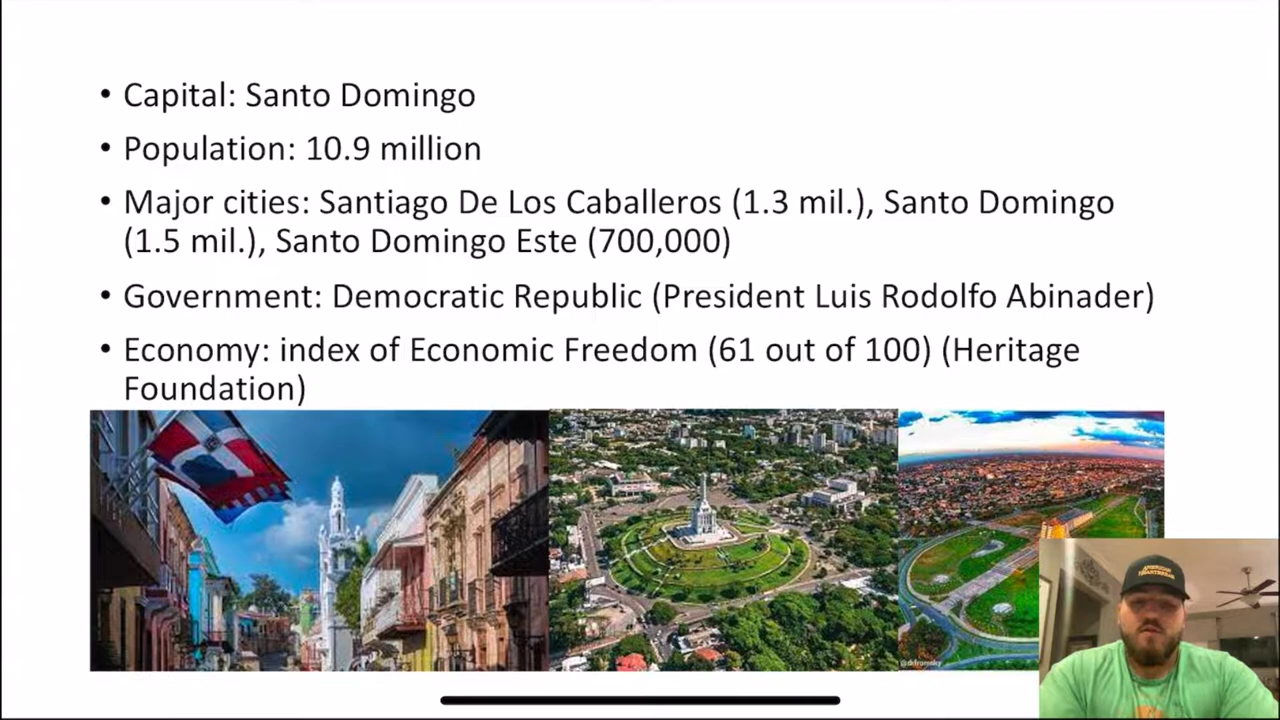 • Capital: Santo Domingo
• Population: 10.9 million
• Major cities: Santiago De Los Caballeros (1.3 mil.), Santo Domingo
(1.5 mil.), Santo Domingo Este (700,000)
• Government: Democratic Republic (President Luis Rodolfo Abinader)
• Economy: index of Economic Freedom (61 out of 100) (Heritage
Foundation)
AMERICAN